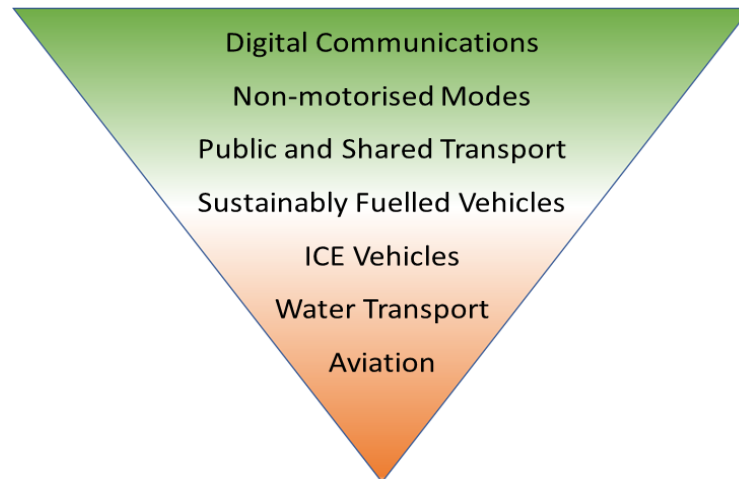 Digital Communications
Non-motorised Modes
Public and Shared Transport
Sustainably Fuelled Vehicles
ICE Vehicles
Water Transport
Aviation